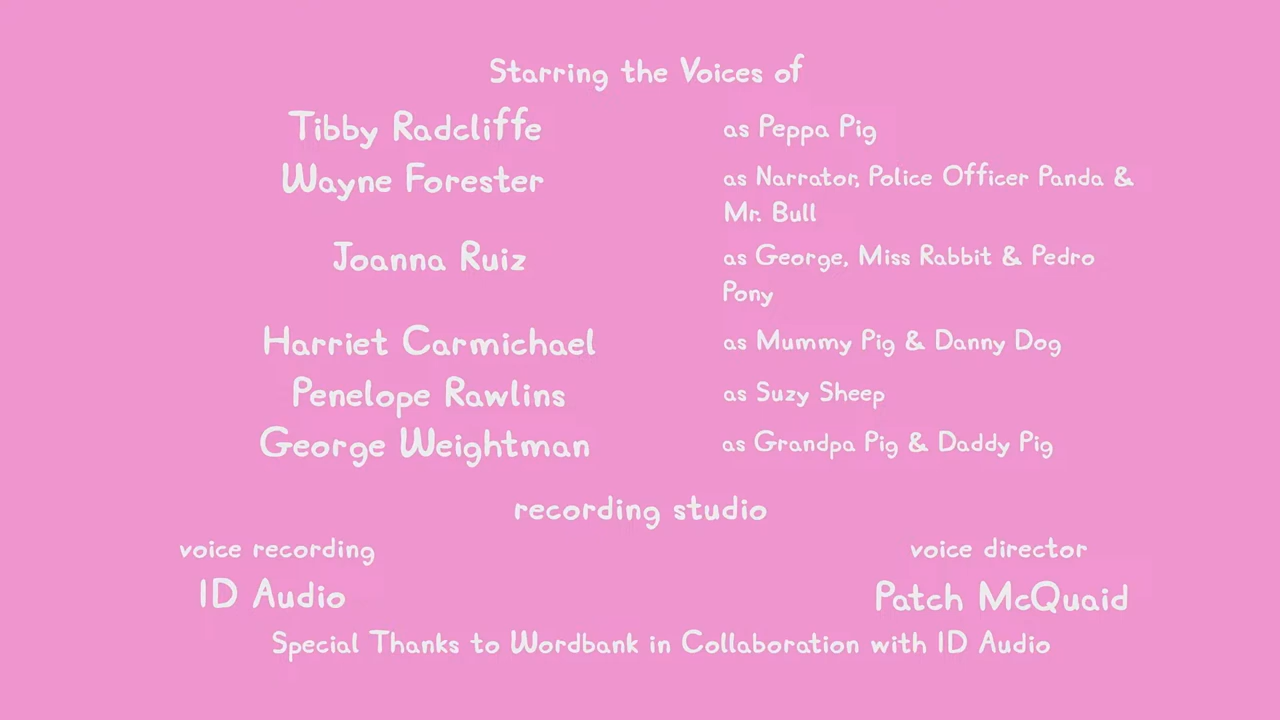 Starring the Voices of
Tibby Radcliffe as Peppa Pig
Wayne Forester as Narrator, Police Officer Panda &
Mr. Bull
Joanna Ruiz as George, Miss Rabbit & Pedro
Pony
Harriet Carmichael as Mummy Pig & Danny Dog
Penelope Rawlins as Suzy Sheep
George Weightman as Grandpa Pig & Daddy Pig
recording studio
voice recording voice director
ID Audio Patch McQuaid
Special Thanks to Wordbank in Collaboration with ID Audio